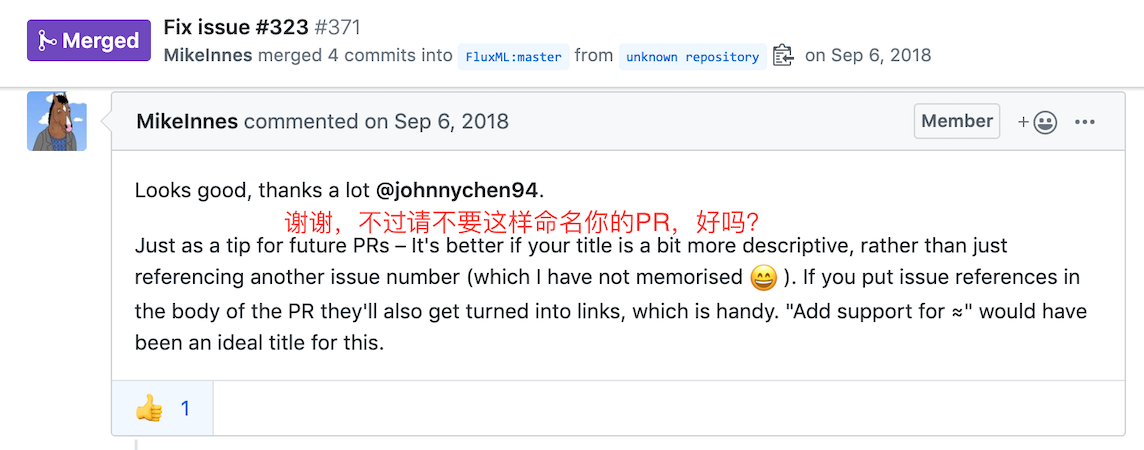 Merged
Fix issue #323 #371
MikeInnes merged 4 commits into FluxML:master from unknown repository on Sep 6, 2018
MikeInnes commented on Sep 6, 2018
Member
Looks good, thanks a lot @johnnychen94.
谢谢，不过请不要这样命名你的PR，好吗？
Just as a tip for future PRs – It's better if your title is a bit more descriptive, rather than just
referencing another issue number (which I have not memorised 😄 ). If you put issue references in
the body of the PR they'll also get turned into links, which is handy. "Add support for ≈" would have
been an ideal title for this.
👍 1